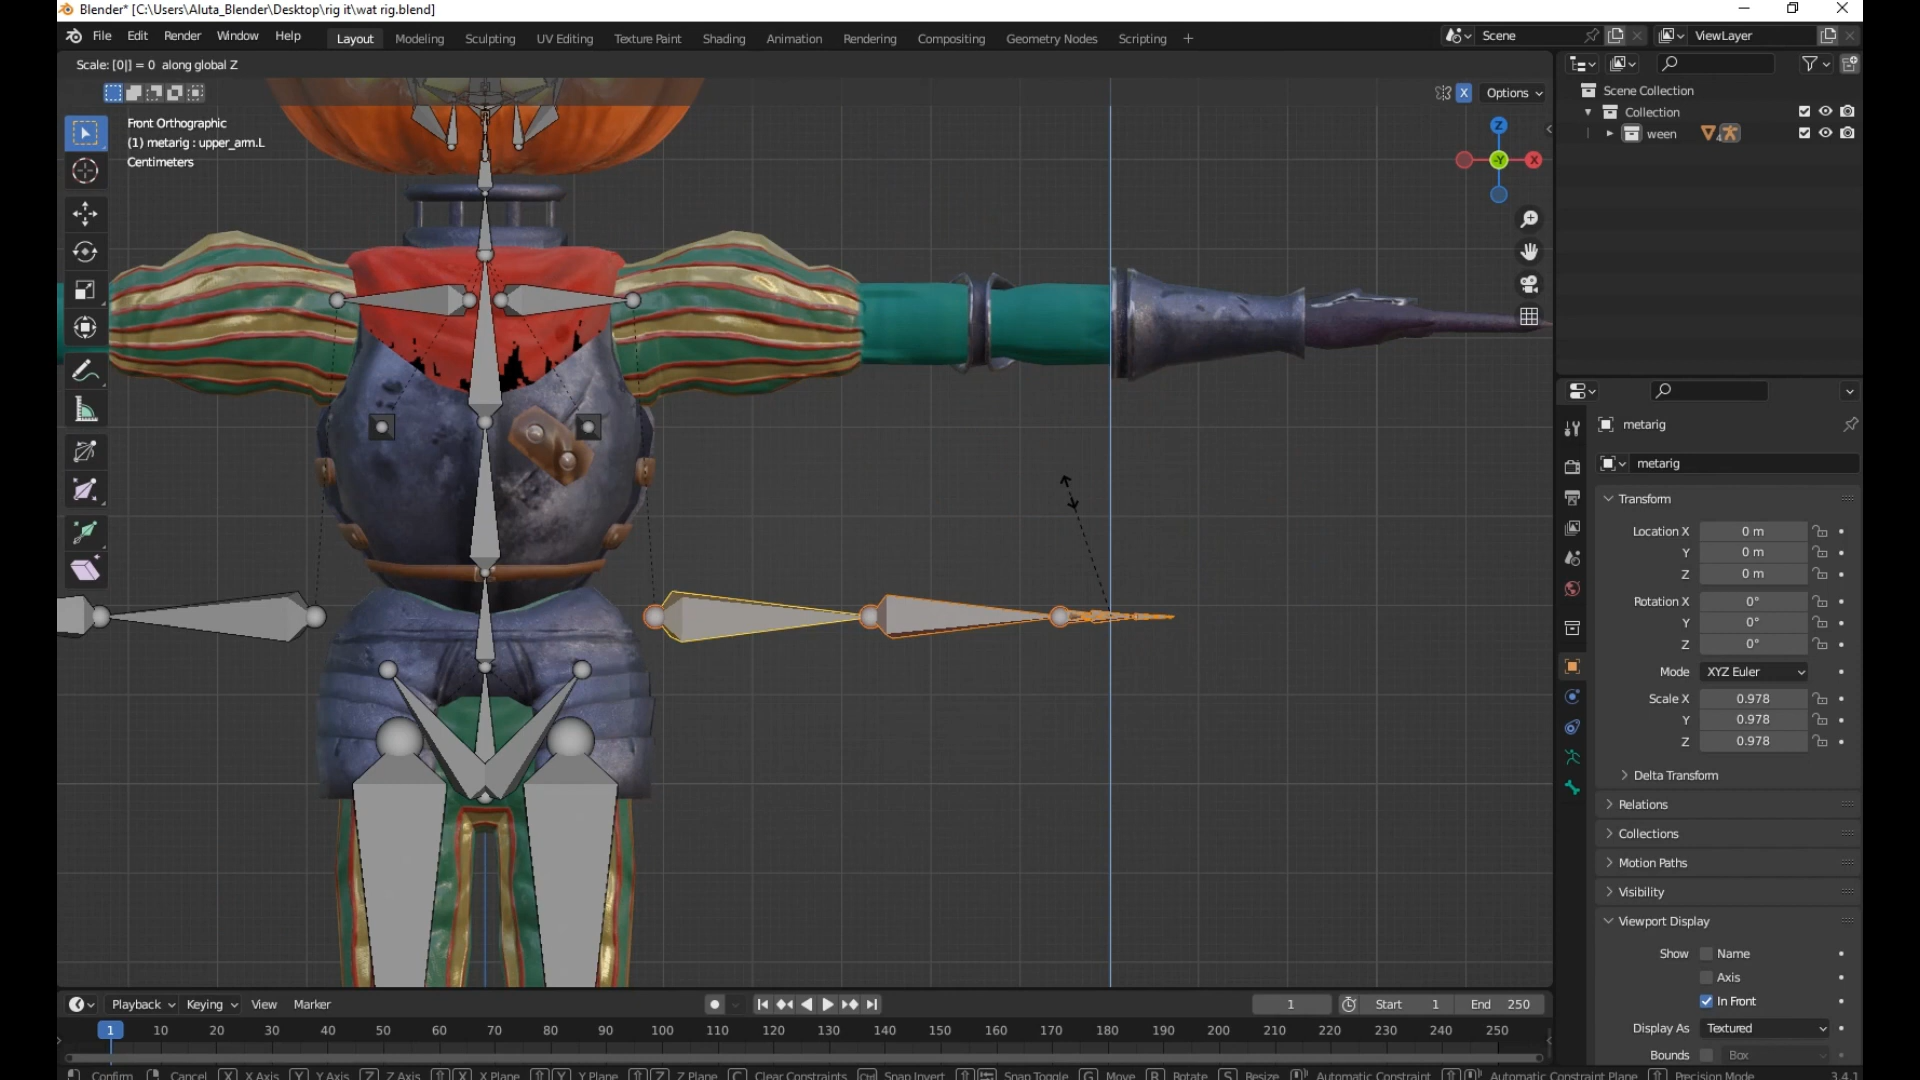 Blender* [C:\Users\Aluta_Blender\Desktop\rig it\wat rig.blend]
File Edit Render Window Help Layout Modeling Sculpting UV Editing Texture Paint Shading Animation Rendering Compositing Geometry Nodes Scripting + Scene ViewLayer
Scale: [0|] = 0 along global Z
X Options
Front Orthographic
(1) metarig : upper_arm.L
Centimeters
Z
-Y X
Scene Collection
Collection
ween 4
metarig
metarig
Transform
Location X 0 m
Y 0 m
Z 0 m
Rotation X 0°
Y 0°
Z 0°
Mode XYZ Euler
Scale X 0.978
Y 0.978
Z 0.978
Delta Transform
Relations
Collections
Motion Paths
Visibility
Viewport Display
Show Name
Axis
In Front
Display As Textured
Bounds Box
Playback Keying View Marker 1 Start 1 End 250
1 10 20 30 40 50 60 70 80 90 100 110 120 130 140 150 160 170 180 190 200 210 220 230 240 250
Confirm Cancel X X Axis Y Y Axis Z Z Axis X X Plane Y Y Plane Z Z Plane C Clear Constraints Ctrl Snap Invert Snap Toggle G Move R Rotate S Resize Automatic Constraint Automatic Constraint Plane Precision Mode 3.4.1